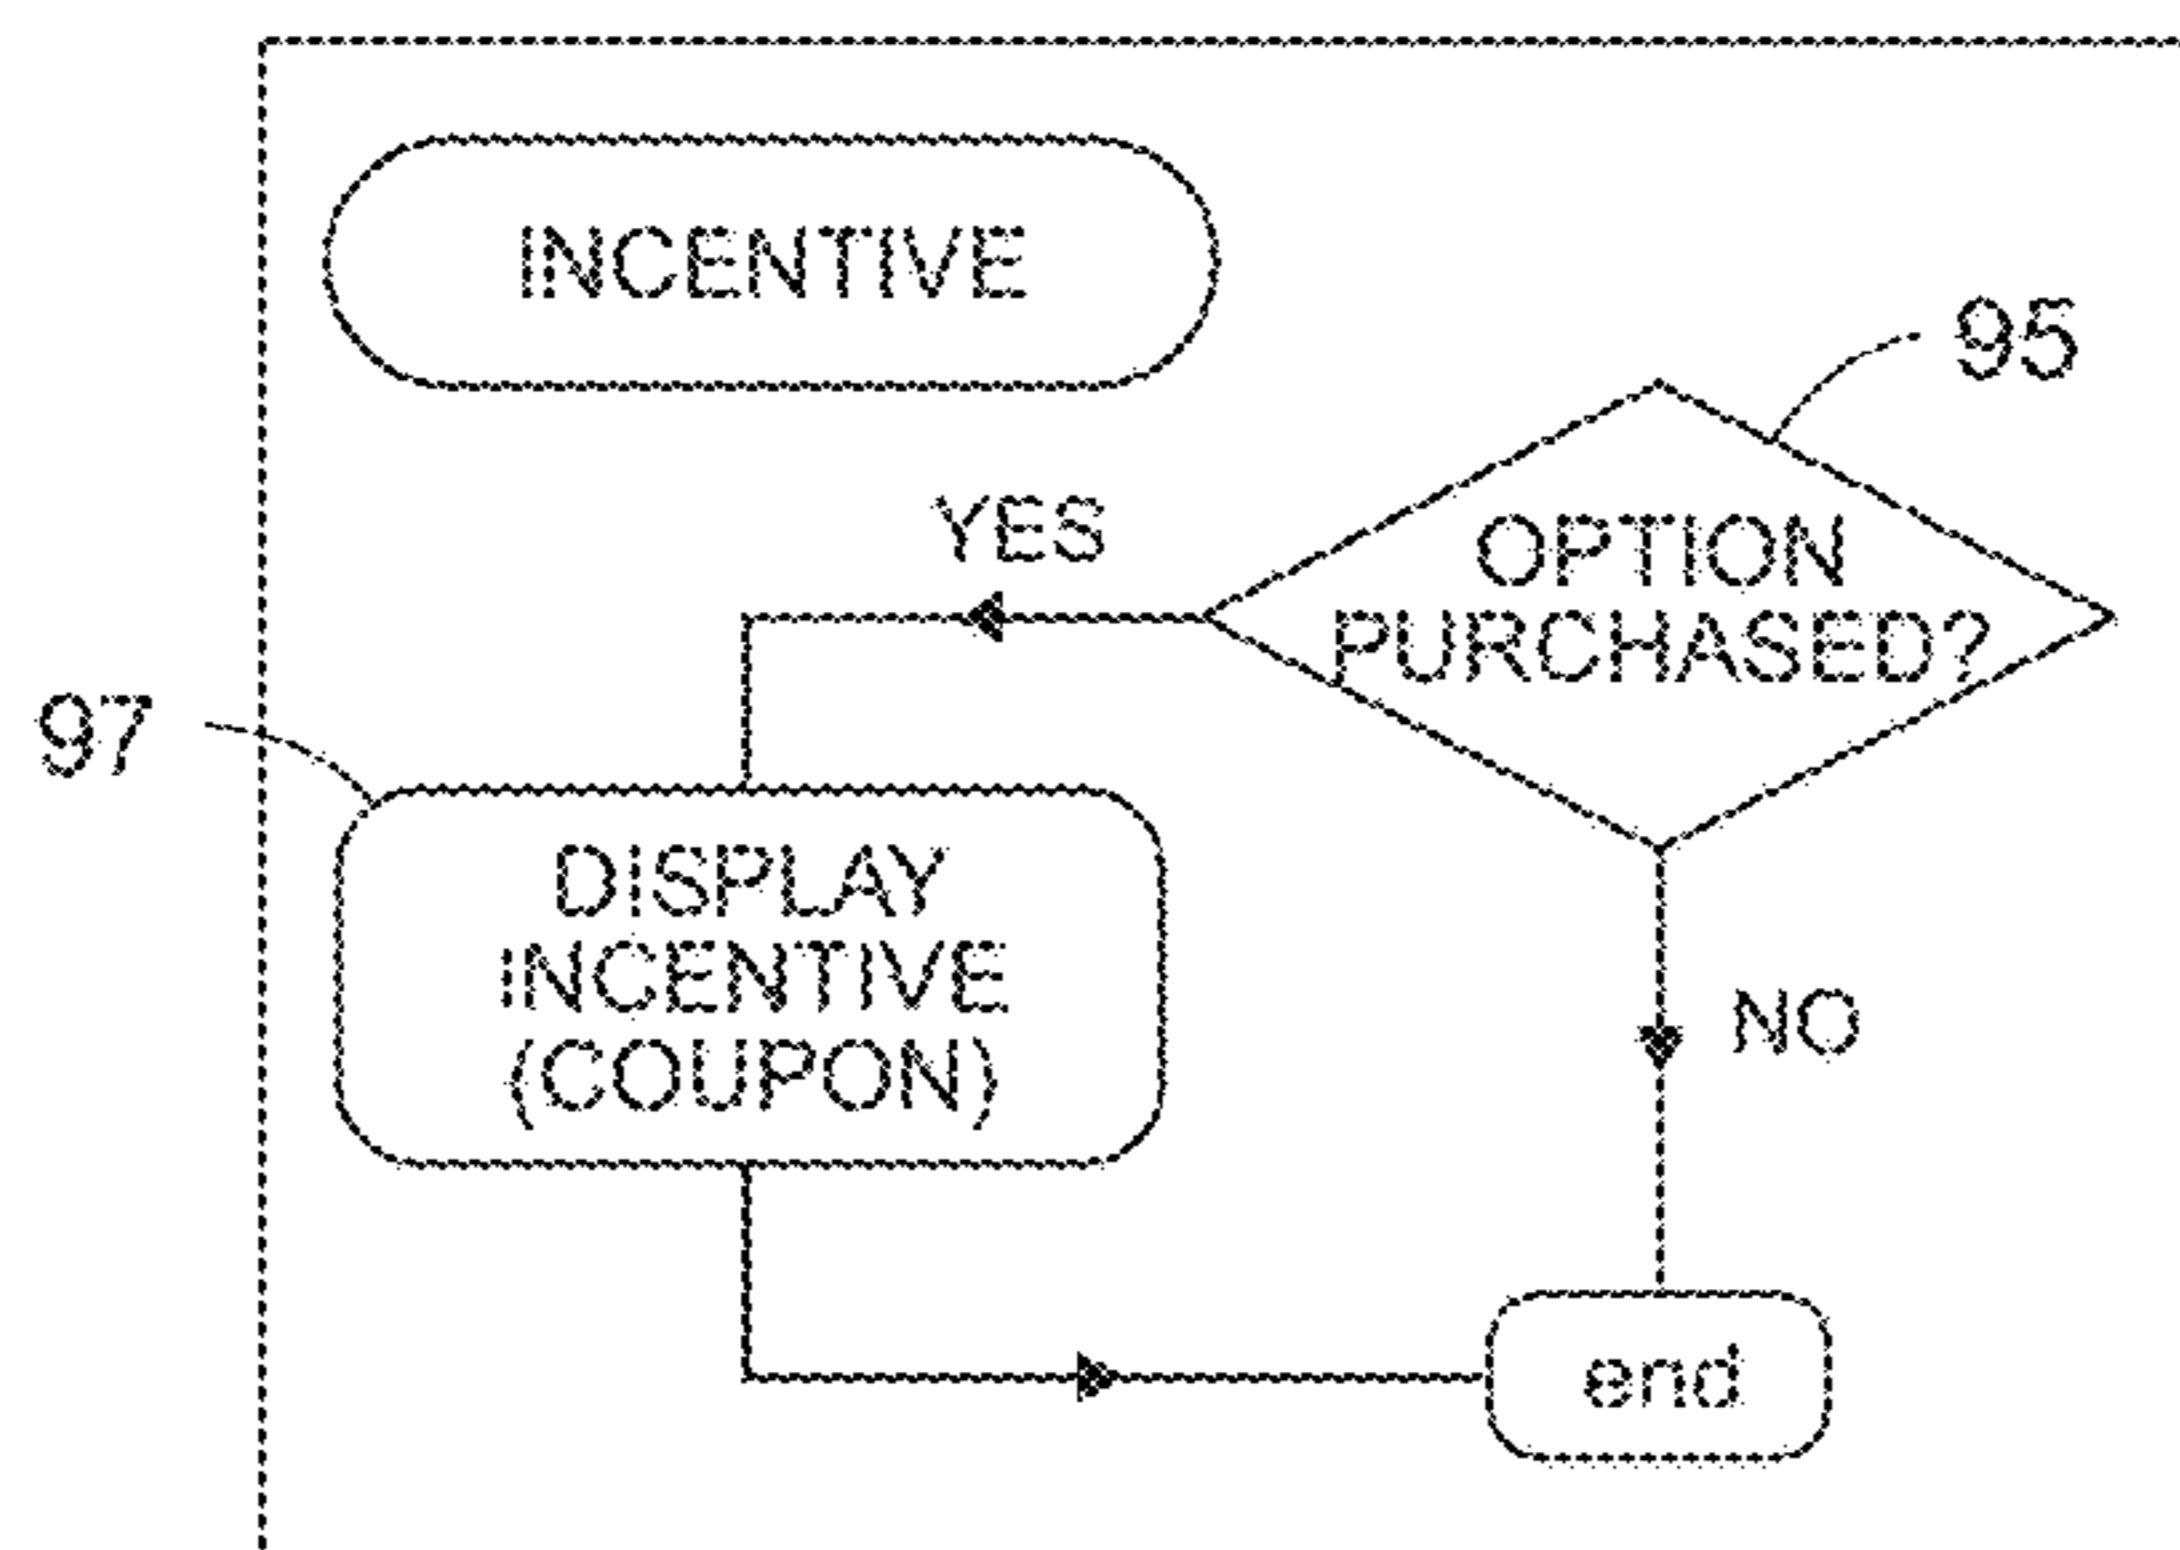 INCENTIVE
95
YES
OPTION
PURCHASED?
97
DISPLAY
INCENTIVE
(COUPON)
NO
end